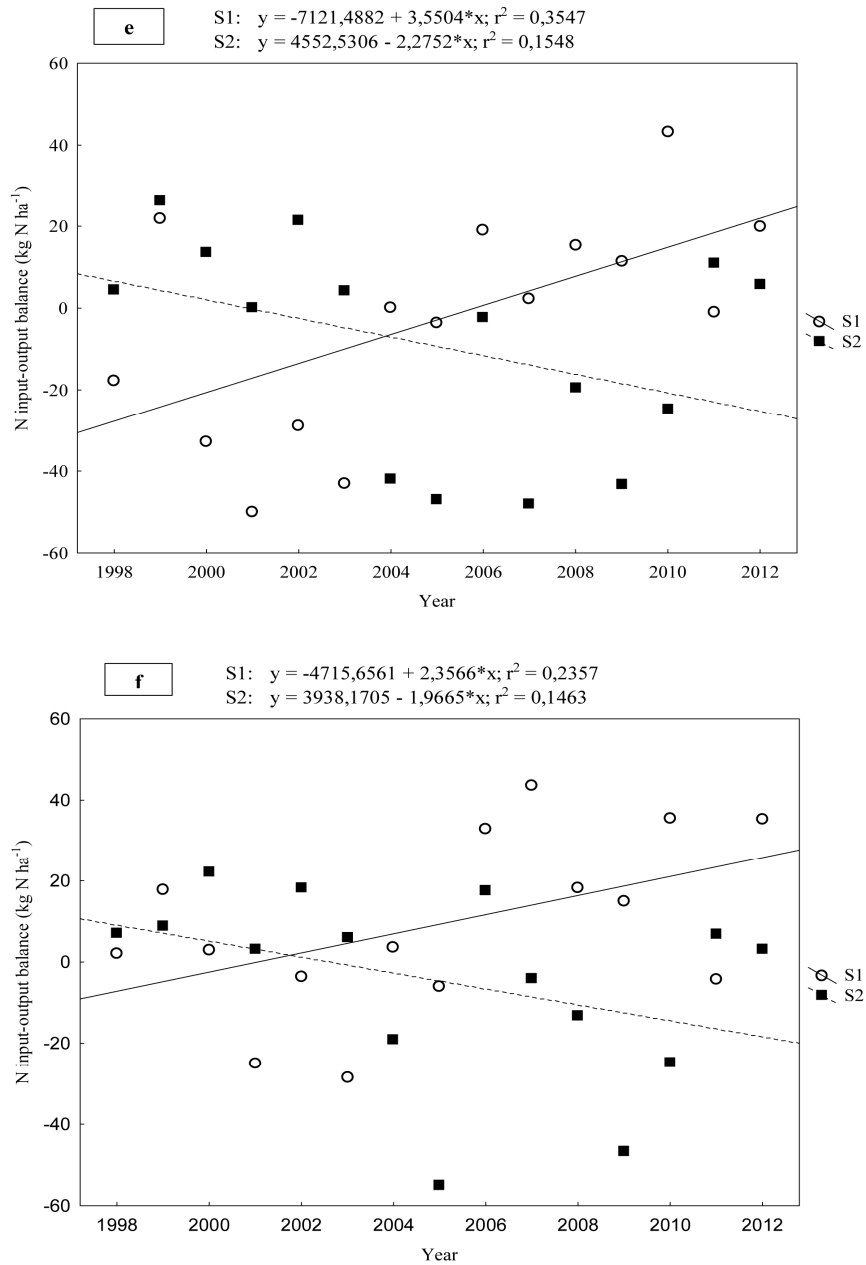 e
S1: y = -7121,4882 + 3,5504*x; r² = 0,3547
S2: y = 4552,5306 - 2,2752*x; r² = 0,1548
60
40
20
0
-20
-40
-60
N input-output balance (kg N ha⁻¹)
S1
S2
1998 2000 2002 2004 2006 2008 2010 2012
Year
f
S1: y = -4715,6561 + 2,3566*x; r² = 0,2357
S2: y = 3938,1705 - 1,9665*x; r² = 0,1463
60
40
20
0
-20
-40
-60
N input-output balance (kg N ha⁻¹)
S1
S2
1998 2000 2002 2004 2006 2008 2010 2012
Year